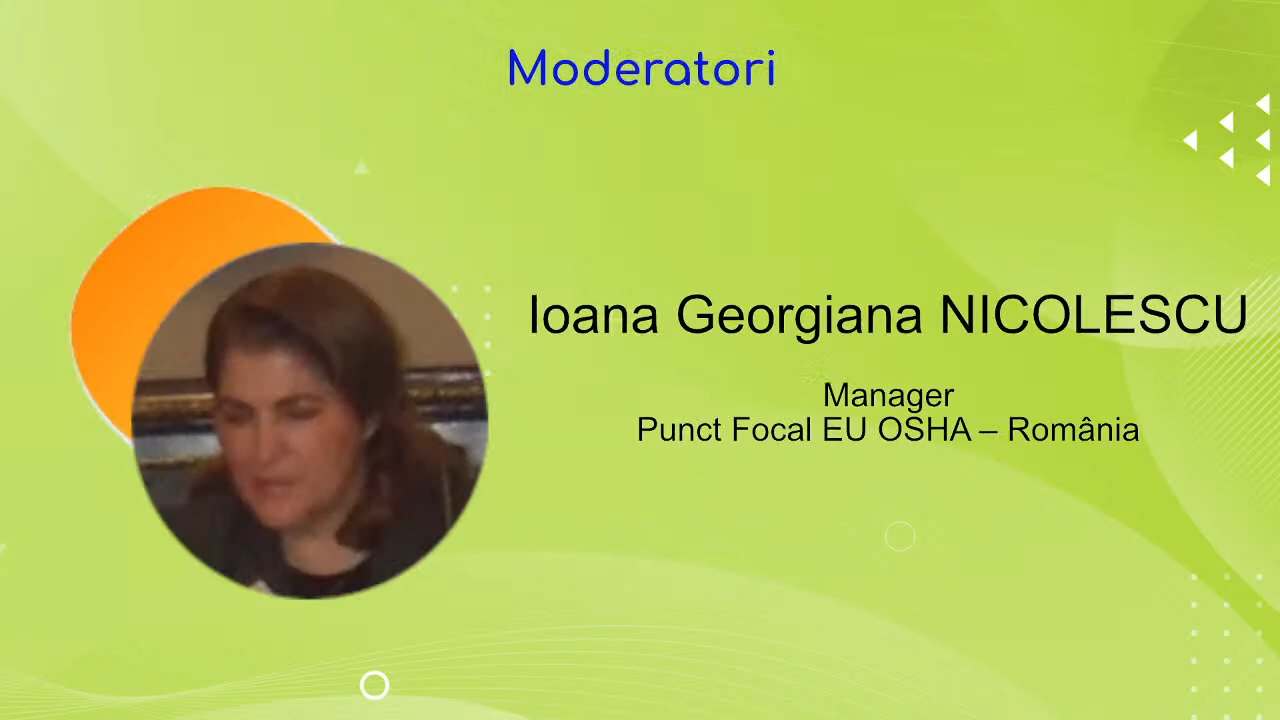 Moderatori
Ioana Georgiana NICOLESCU
Manager
Punct Focal EU OSHA – România